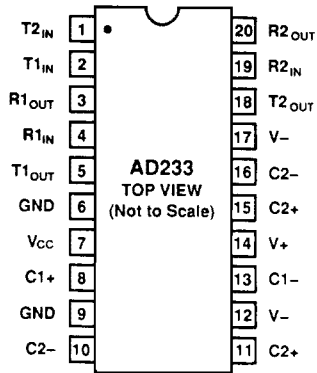 T2IN 1 20 R2OUT
T1IN 2 19 R2IN
R1OUT 3 18 T2OUT
R1IN 4 17 V–
T1OUT 5 16 C2–
AD233
TOP VIEW
(Not to Scale)
GND 6 15 C2+
VCC 7 14 V+
C1+ 8 13 C1–
GND 9 12 V–
C2– 10 11 C2+